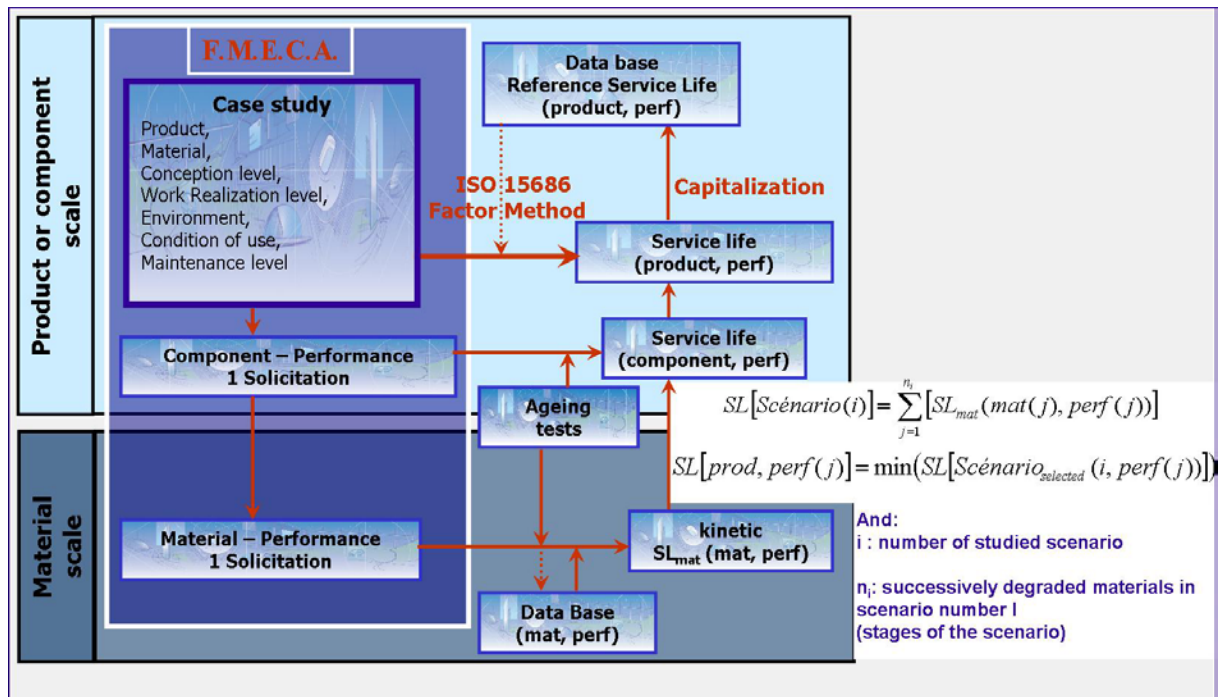 Product or component
scale
Material
scale
F.M.E.C.A.
Case study
Product,
Material,
Conception level,
Work Realization level,
Environment,
Condition of use,
Maintenance level
Data base
Reference Service Life
(product, perf)
ISO 15686
Factor Method
Capitalization
Service life
(product, perf)
Component – Performance
1 Solicitation
Service life
(component, perf)
Ageing
tests
Material – Performance
1 Solicitation
kinetic
SL_mat (mat, perf)
Data Base
(mat, perf)
SL[Scénario(i)] = ∑_{j=1}^{n_i} [SL_mat(mat(j), perf(j))]
SL[prod, perf(j)] = min(SL[Scénario_selected (i, perf(j))])
And:
i : number of studied scenario
n_i: successively degraded materials in
scenario number I
(stages of the scenario)